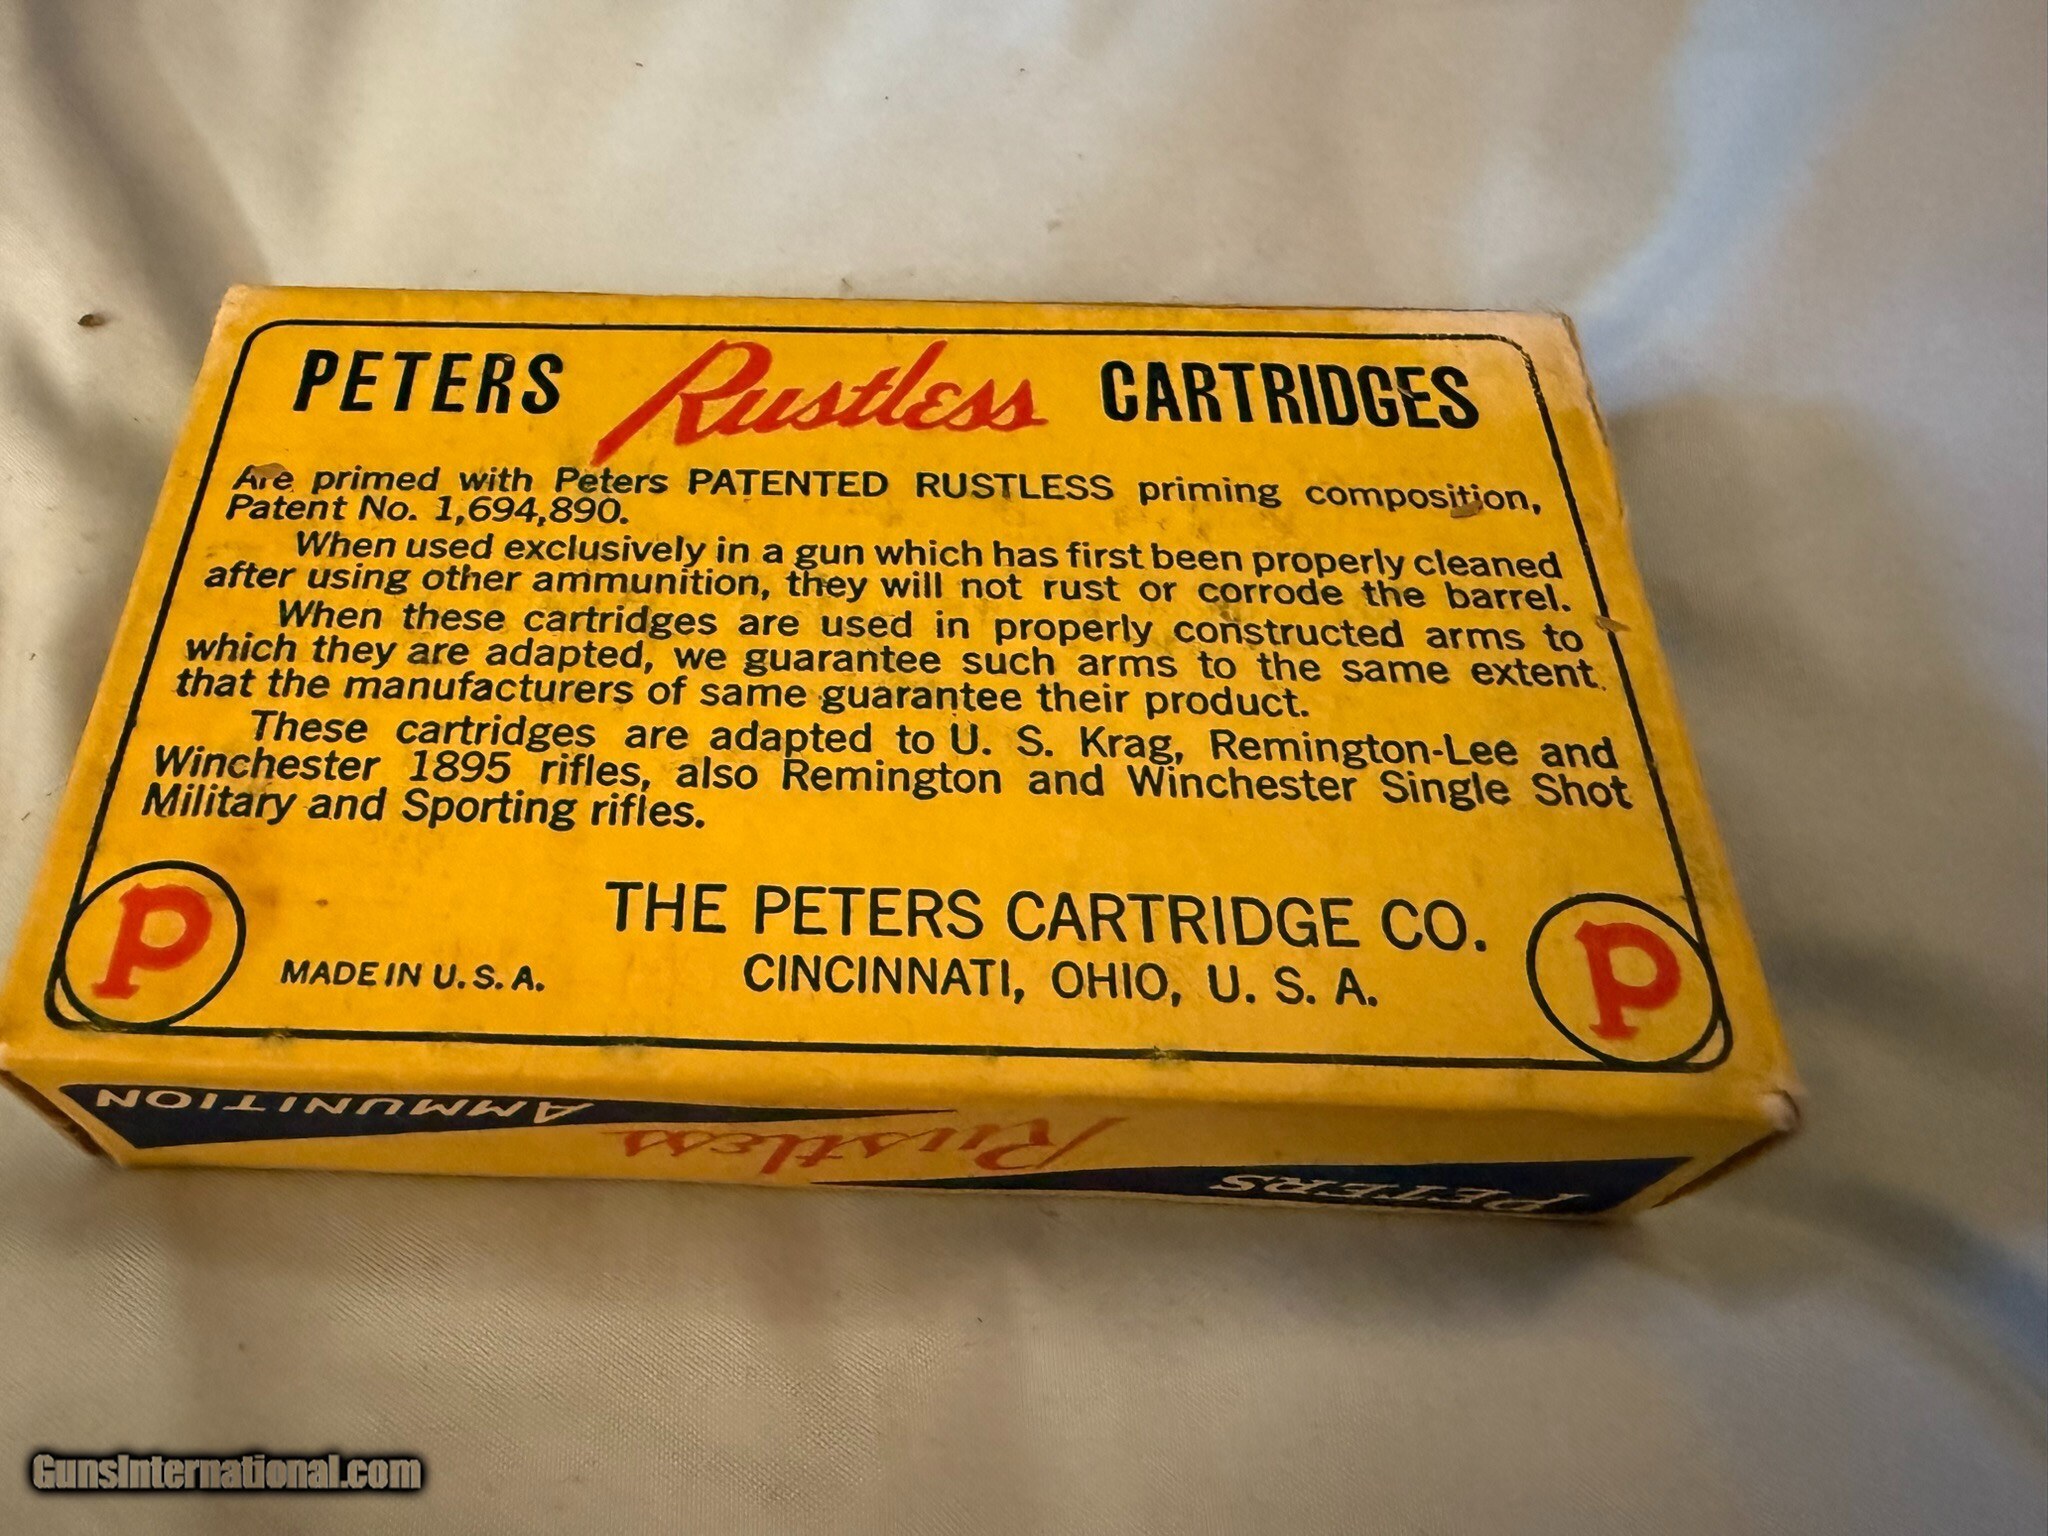 PETERS Rustless CARTRIDGES
Are primed with Peters PATENTED RUSTLESS priming composition,
Patent No. 1,694,890.
When used exclusively in a gun which has first been properly cleaned
after using other ammunition, they will not rust or corrode the barrel.
When these cartridges are used in properly constructed arms to
which they are adapted, we guarantee such arms to the same extent
that the manufacturers of same guarantee their product.
These cartridges are adapted to U. S. Krag, Remington-Lee and
Winchester 1895 rifles, also Remington and Winchester Single Shot
Military and Sporting rifles.
THE PETERS CARTRIDGE CO.
CINCINNATI, OHIO, U. S. A.
P
MADE IN U. S. A.
P
PETERS Rustless AMMUNITION
GunsInternational.com